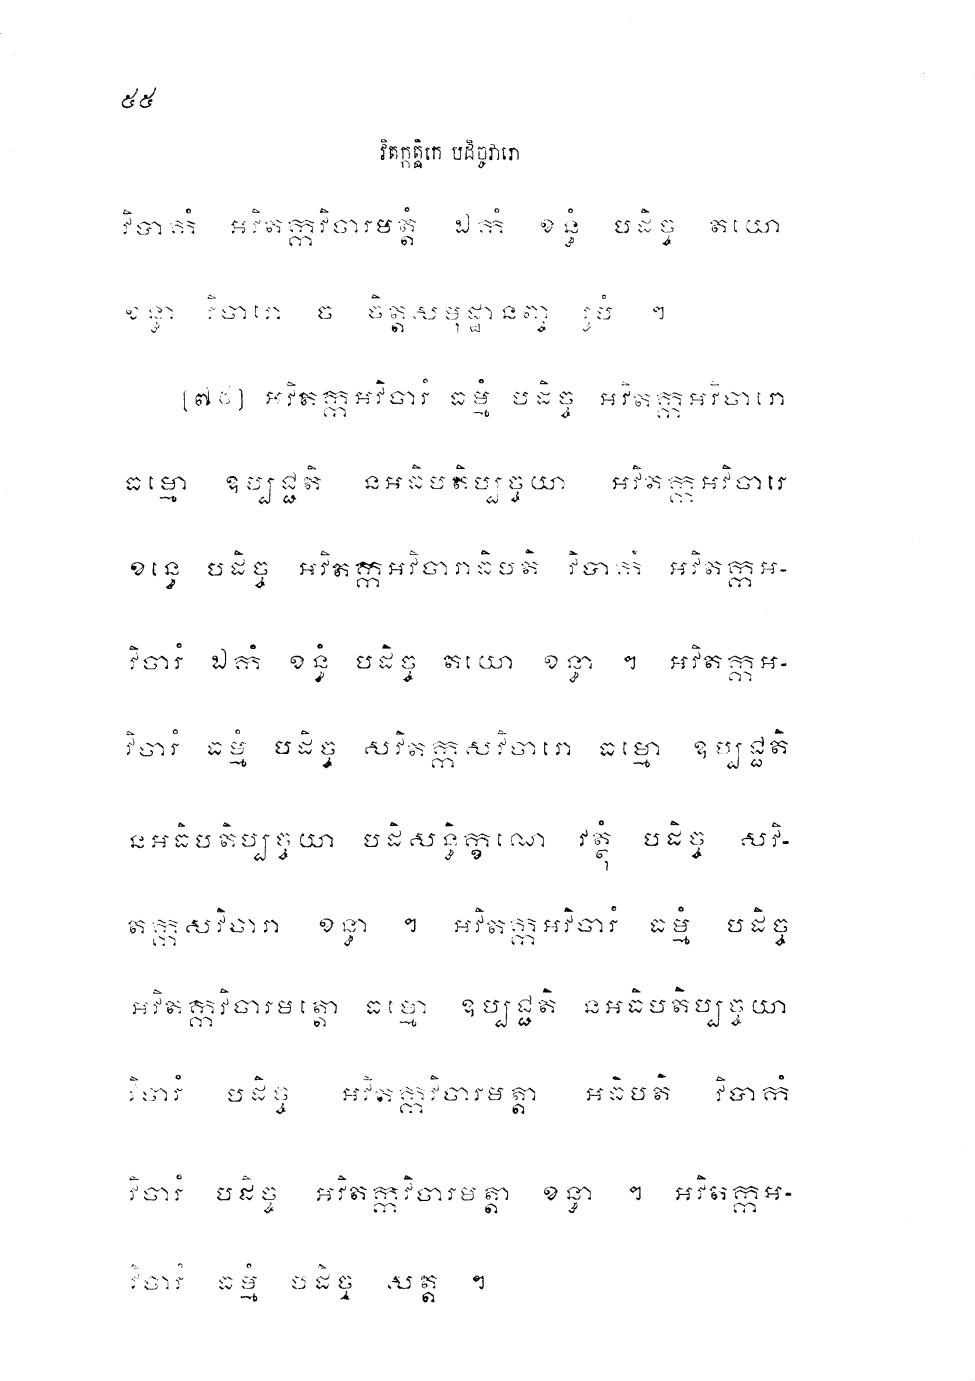 ៥៥
វិតក្កត្តិកេ បដិច្ចវារោ
វិបាកំ អវិតក្កវិចារមត្តំ ឯកំ ខន្ធំ បដិច្ច តយោ
ខន្ធា វិចារោ ច ចិត្តសមុដ្ឋានញ្ច រូបំ ។
អវិតក្កអវិចារំ ធម្មំ បដិច្ច អវិតក្កអវិចារោ
ធម្មោ ឧប្បជ្ជតិ នអធិបតិប្បច្ចយា អវិតក្កអវិចារេ
ខន្ធេ បដិច្ច អវិតក្កអវិចារាធិបតិ វិបាកំ អវិតក្កអ-
វិចារំ ឯកំ ខន្ធំ បដិច្ច តយោ ខន្ធា ។ អវិតក្កអ-
វិចារំ ធម្មំ បដិច្ច សវិតក្កសវិចារោ ធម្មោ ឧប្បជ្ជតិ
នអធិបតិប្បច្ចយា បដិសន្ធិក្ខណេ វត្ថុំ បដិច្ច សវិ-
តក្កសវិចារា ខន្ធា ។ អវិតក្កអវិចារំ ធម្មំ បដិច្ច
អវិតក្កវិចារមត្តោ ធម្មោ ឧប្បជ្ជតិ នអធិបតិប្បច្ចយា
វិចារំ បដិច្ច អវិតក្កវិចារមត្តា អធិបតិ វិបាកំ
វិចារំ បដិច្ច អវិតក្កវិចារមត្តា ខន្ធា ។ អវិតក្កអ-
វិចារំ ធម្មំ បដិច្ច សត្ត ។